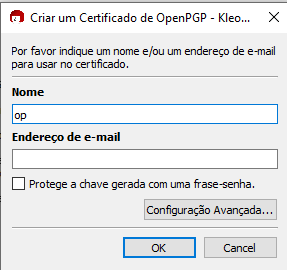 Criar um Certificado de OpenPGP - Kleo...
Por favor indique um nome e/ou um endereço de e-mail
para usar no certificado.
Nome
op
Endereço de e-mail
Protege a chave gerada com uma frase-senha.
Configuração Avançada...
OK Cancel